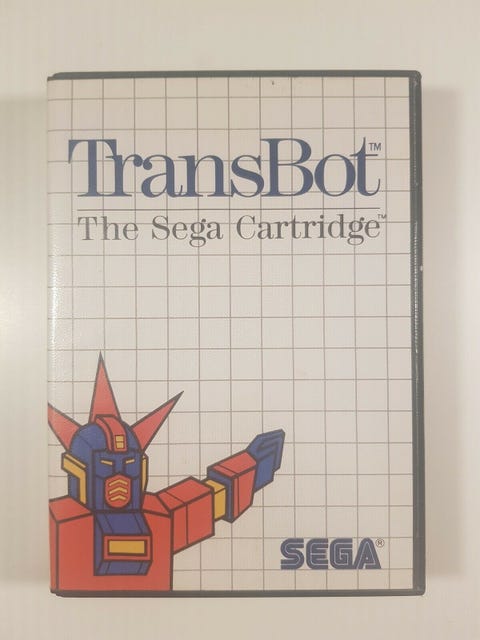 TransBot™
The Sega Cartridge™
SEGA®